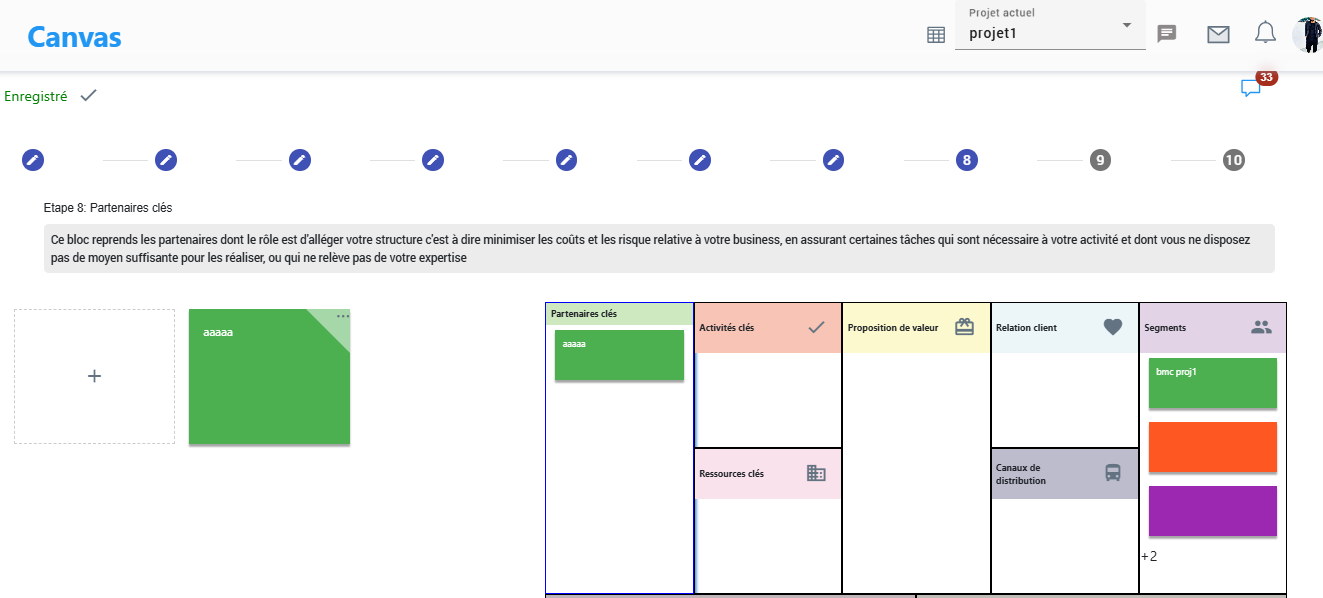 Canvas
Projet actuel
projet1
33
Enregistré
8
9
10
Etape 8: Partenaires clés
Ce bloc reprends les partenaires dont le rôle est d'alléger votre structure c'est à dire minimiser les coûts et les risque relative à votre business, en assurant certaines tâches qui sont nécessaire à votre activité et dont vous ne disposez
pas de moyen suffisante pour les réaliser, ou qui ne relève pas de votre expertise
aaaaa
Partenaires clés
aaaaa
Activités clés
Ressources clés
Proposition de valeur
Relation client
Canaux de
distribution
Segments
bmc proj1
+2